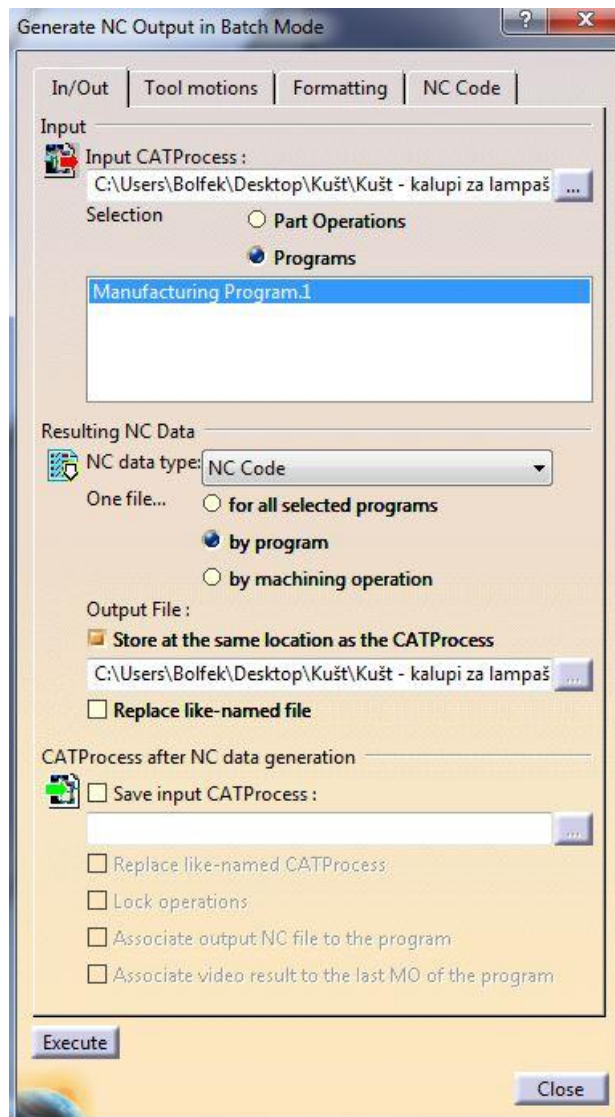 Generate NC Output in Batch Mode
In/Out Tool motions Formatting NC Code
Input
Input CATProcess :
C:\Users\Bolfek\Desktop\Kušt\Kušt - kalupi za lampaš ...
Selection Part Operations
Programs
Manufacturing Program.1
Resulting NC Data
NC data type: NC Code
One file... for all selected programs
by program
by machining operation
Output File :
Store at the same location as the CATProcess
C:\Users\Bolfek\Desktop\Kušt\Kušt - kalupi za lampaš ...
Replace like-named file
CATProcess after NC data generation
Save input CATProcess :
...
Replace like-named CATProcess
Lock operations
Associate output NC file to the program
Associate video result to the last MO of the program
Execute
Close